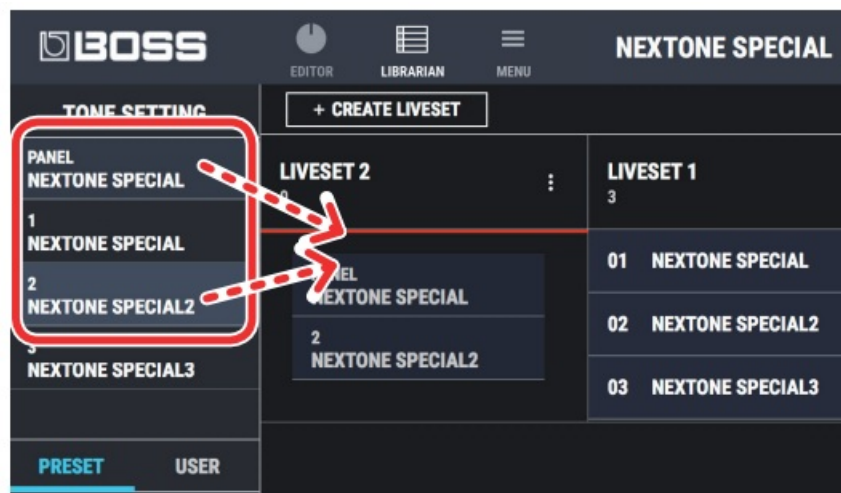 BOSS
EDITOR
LIBRARIAN
MENU
NEXTONE SPECIAL
TONE SETTING
+ CREATE LIVESET
PANEL
NEXTONE SPECIAL
1
NEXTONE SPECIAL
2
NEXTONE SPECIAL2
3
NEXTONE SPECIAL3
PRESET
USER
LIVESET 2
NEXTONE SPECIAL
2
NEXTONE SPECIAL2
LIVESET 1
3
01 NEXTONE SPECIAL
02 NEXTONE SPECIAL2
03 NEXTONE SPECIAL3